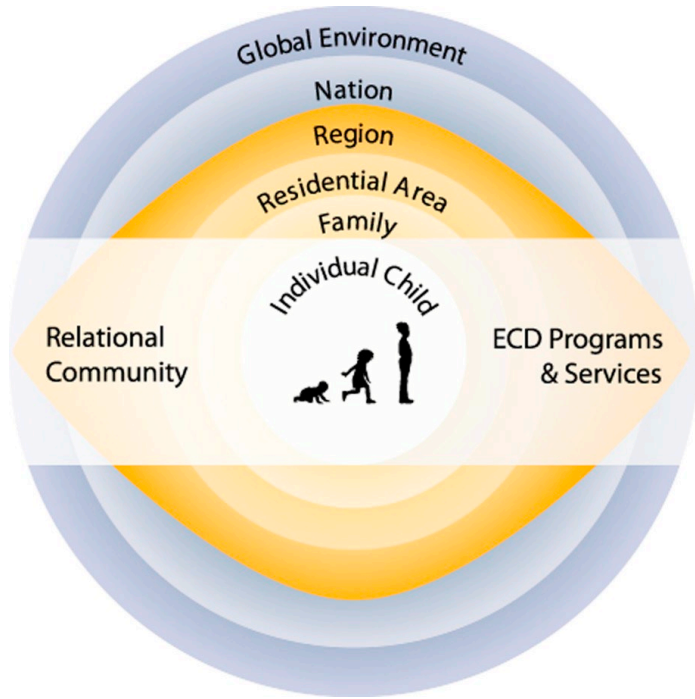 Global Environment
Nation
Region
Residential Area
Family
Individual Child
Relational
Community
ECD Programs
& Services